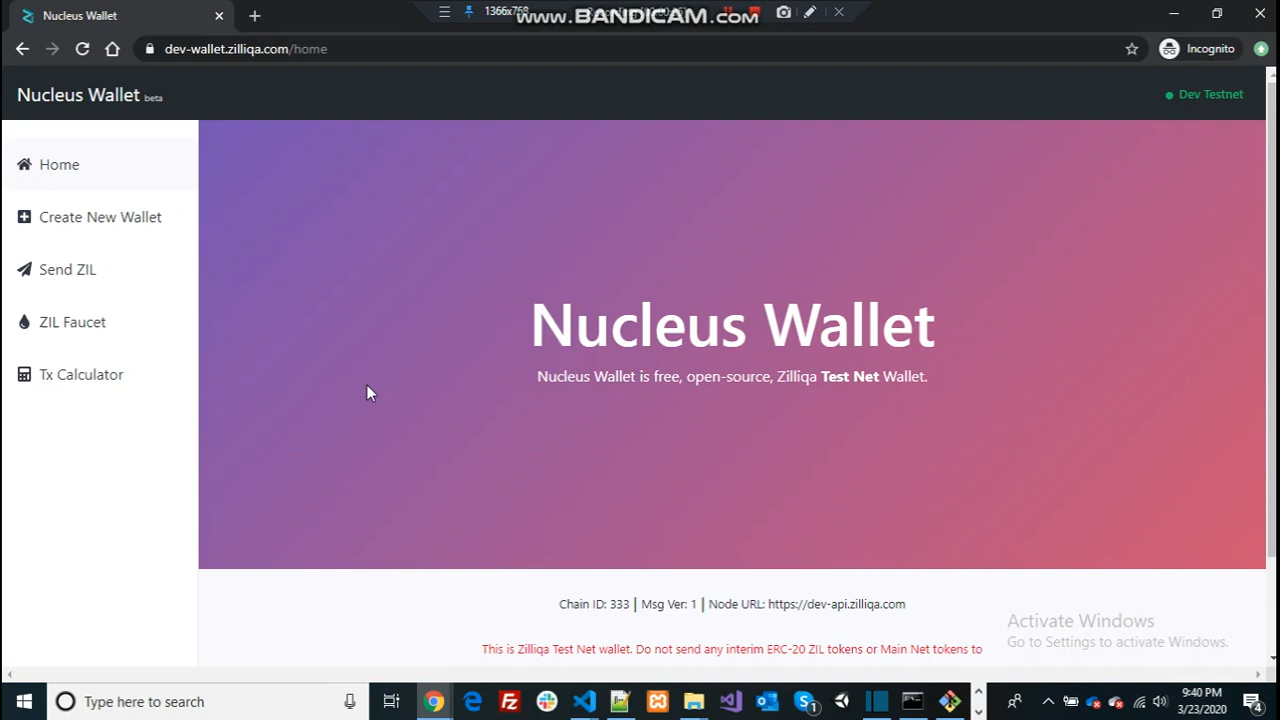 Nucleus Wallet
1366x768
www.BANDICAM.com
dev-wallet.zilliqa.com/home
Incognito
Nucleus Wallet beta
Dev Testnet
Home
Create New Wallet
Send ZIL
ZIL Faucet
Tx Calculator
Nucleus Wallet
Nucleus Wallet is free, open-source, Zilliqa Test Net Wallet.
Chain ID: 333 | Msg Ver: 1 | Node URL: https://dev-api.zilliqa.com
This is Zilliqa Test Net wallet. Do not send any interim ERC-20 ZIL tokens or Main Net tokens to
Activate Windows
Go to Settings to activate Windows.
Type here to search
1
9:40 PM
3/23/2020
4